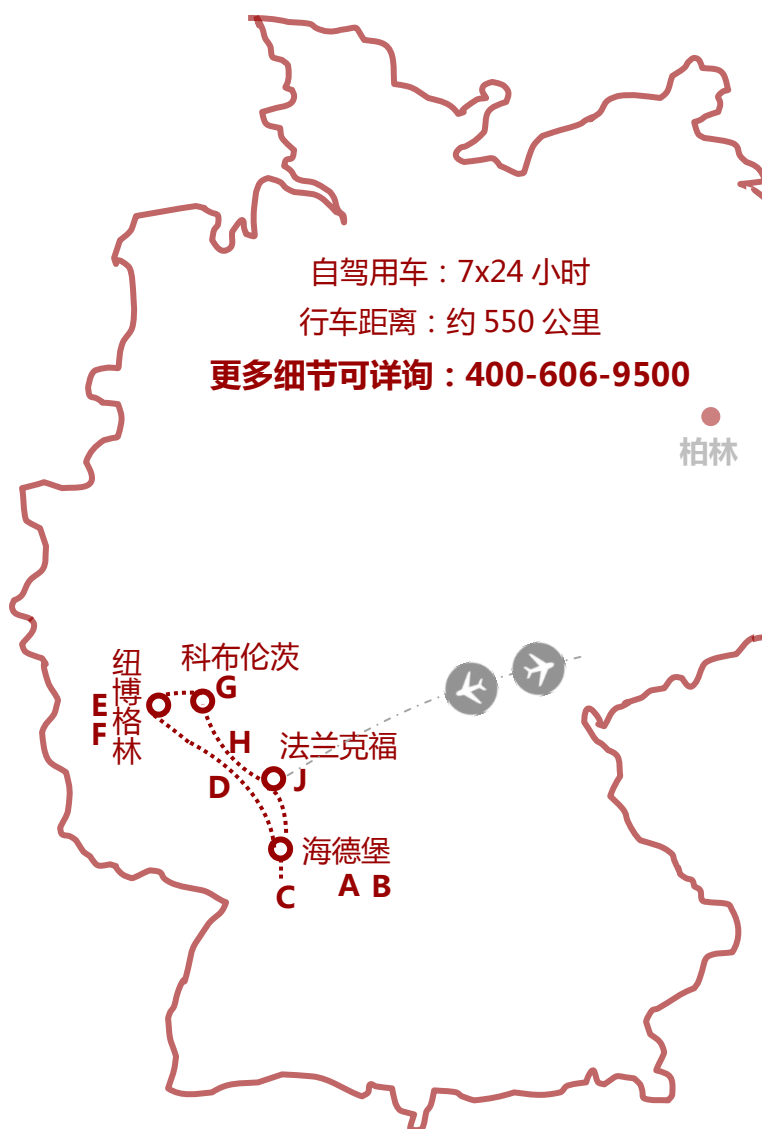 自驾用车：7x24 小时
行车距离：约 550 公里
更多细节可详询：400-606-9500
柏林
科布伦茨
纽博格林
G
E
F
H
法兰克福
D
J
海德堡
A B
C